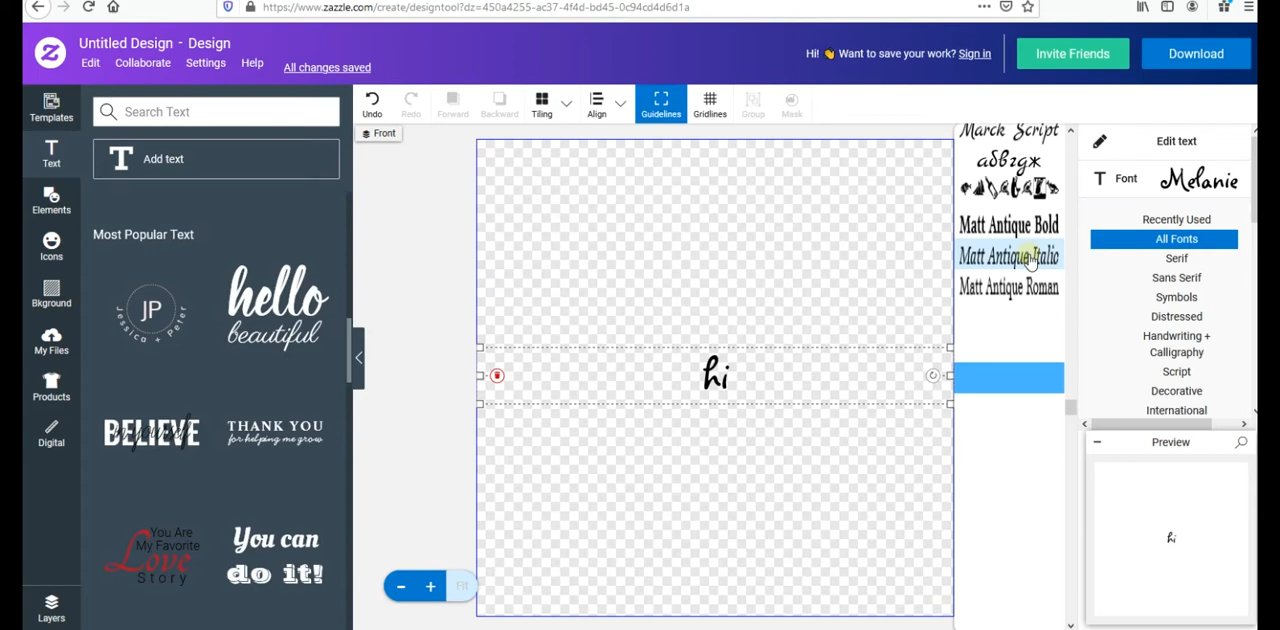 https://www.zazzle.com/create/designtool?dz=450a4255-ac37-4f4d-bd45-0c94cd4d6d1a
Untitled Design - Design
Edit Collaborate Settings Help All changes saved
Hi! 👋 Want to save your work? Sign in
Invite Friends
Download
Templates
Text
Elements
Icons
Bkground
My Files
Products
Digital
Layers
Search Text
Add text
Most Popular Text
JP
Jessica + Peter
hello
beautiful
BELIEVE
THANK YOU
for helping me grow
You Are
My Favorite
Love
Story
You can
do it!
Undo Redo Forward Backward Tiling Align Guidelines Gridlines Group Mask
Front
hi
Fit
Marck Script
абвгдж
Matt Antique Bold
Matt Antique Italic
Matt Antique Roman
Edit text
Font Melanie
Recently Used
All Fonts
Serif
Sans Serif
Symbols
Distressed
Handwriting +
Calligraphy
Script
Decorative
International
Preview
hi